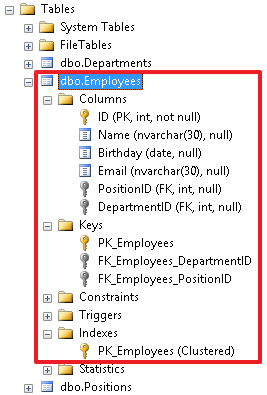 Tables
System Tables
FileTables
dbo.Departments
dbo.Employees
Columns
ID (PK, int, not null)
Name (nvarchar(30), null)
Birthday (date, null)
Email (nvarchar(30), null)
PositionID (FK, int, null)
DepartmentID (FK, int, null)
Keys
PK_Employees
FK_Employees_DepartmentID
FK_Employees_PositionID
Constraints
Triggers
Indexes
PK_Employees (Clustered)
Statistics
dbo.Positions